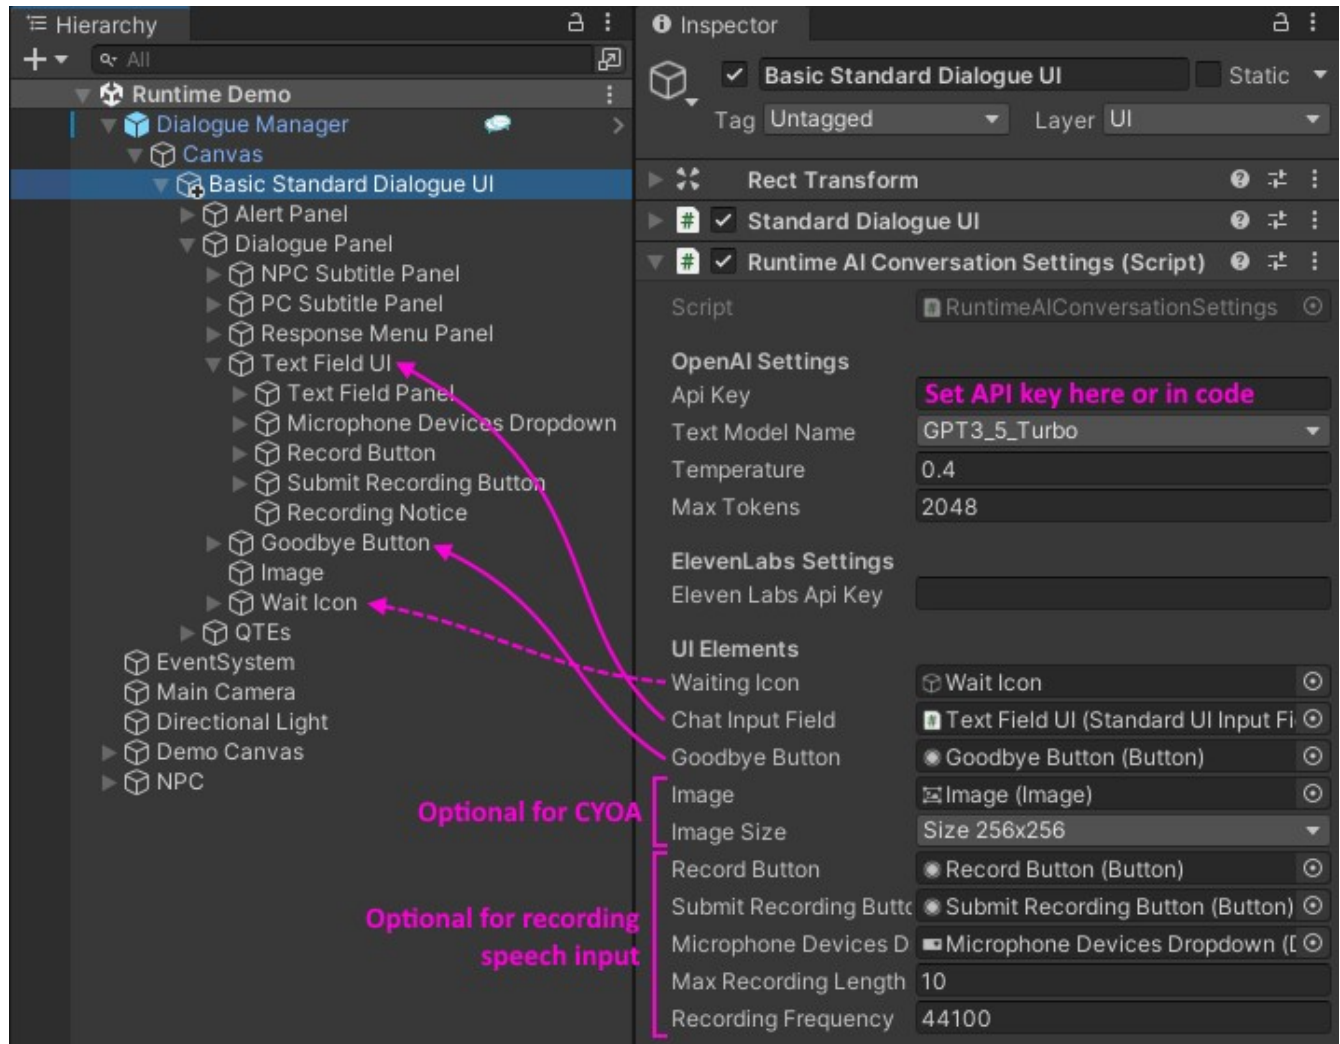 Hierarchy
All
Runtime Demo
Dialogue Manager
Canvas
Basic Standard Dialogue UI
Alert Panel
Dialogue Panel
NPC Subtitle Panel
PC Subtitle Panel
Response Menu Panel
Text Field UI
Text Field Panel
Microphone Devices Dropdown
Record Button
Submit Recording Button
Recording Notice
Goodbye Button
Image
Wait Icon
QTEs
EventSystem
Main Camera
Directional Light
Demo Canvas
NPC
Optional for CYOA
Optional for recording
speech input
Inspector
Basic Standard Dialogue UI Static
Tag Untagged Layer UI
Rect Transform
Standard Dialogue UI
Runtime AI Conversation Settings (Script)
Script RuntimeAIConversationSettings
OpenAI Settings
Api Key Set API key here or in code
Text Model Name GPT3_5_Turbo
Temperature 0.4
Max Tokens 2048
ElevenLabs Settings
Eleven Labs Api Key
UI Elements
Waiting Icon Wait Icon
Chat Input Field Text Field UI (Standard UI Input Fi
Goodbye Button Goodbye Button (Button)
Image Image (Image)
Image Size Size 256x256
Record Button Record Button (Button)
Submit Recording Butto Submit Recording Button (Button)
Microphone Devices D Microphone Devices Dropdown (D
Max Recording Length 10
Recording Frequency 44100